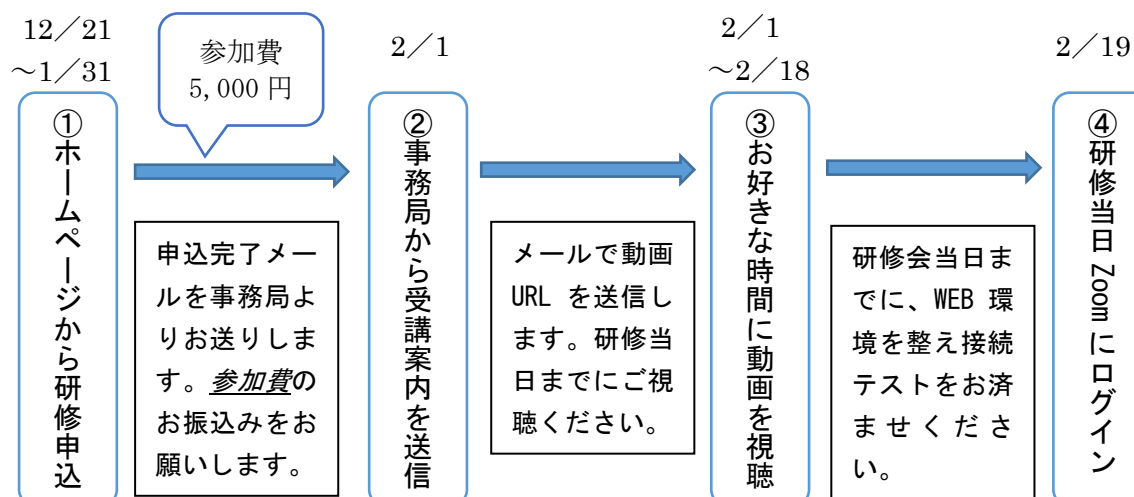 12／21
～1／31
参加費
5,000 円
2／1
2／1
～2／18
2／19
①ホームページから研修申込
申込完了メー
ルを事務局よ
りお送りしま
す。参加費の
お振込みをお
願いします。
②事務局から受講案内を送信
メールで動画
URL を送信し
ます。研修当
日までにご視
聴ください。
③お好きな時間に動画を視聴
研修会当日ま
でに、WEB 環
境を整え接続
テストをお済
ませくださ
い。
④研修当日 Zoom にログイン